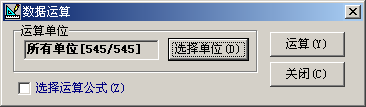 数据运算
运算单位
所有单位[545/545]
选择单位(D)
运算(Y)
关闭(C)
选择运算公式(Z)